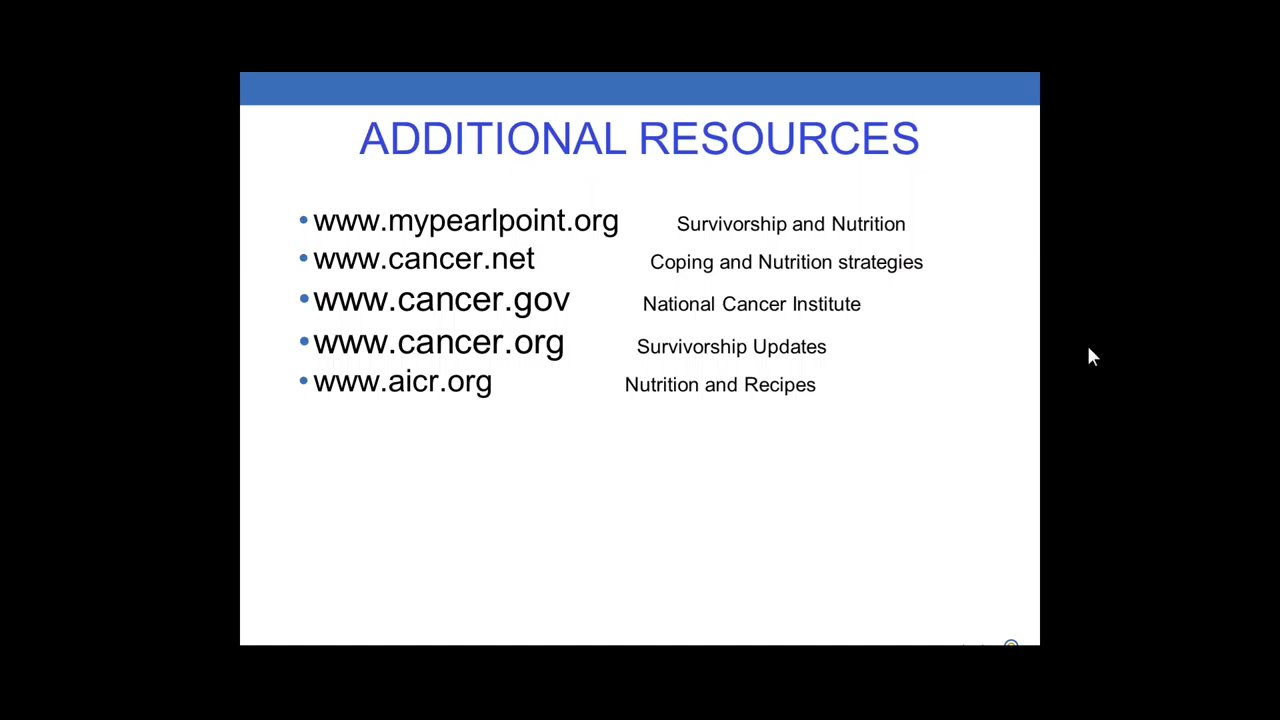 ADDITIONAL RESOURCES
• www.mypearlpoint.org Survivorship and Nutrition
• www.cancer.net Coping and Nutrition strategies
• www.cancer.gov National Cancer Institute
• www.cancer.org Survivorship Updates
• www.aicr.org Nutrition and Recipes